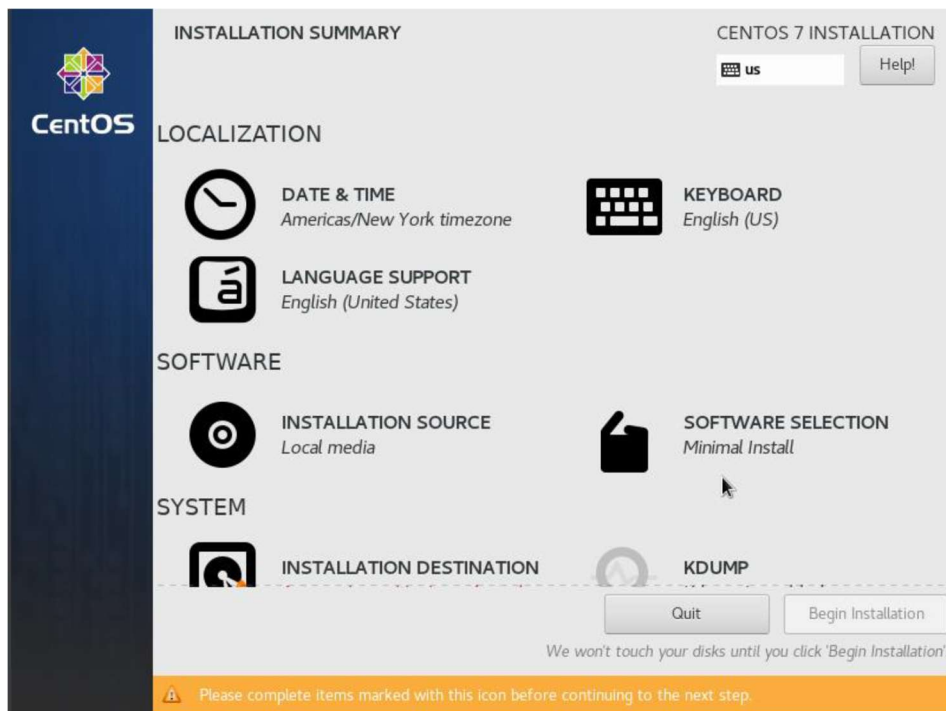 INSTALLATION SUMMARY
CENTOS 7 INSTALLATION
us
Help!
CentOS
LOCALIZATION
DATE & TIME
Americas/New York timezone
KEYBOARD
English (US)
LANGUAGE SUPPORT
English (United States)
SOFTWARE
INSTALLATION SOURCE
Local media
SOFTWARE SELECTION
Minimal Install
SYSTEM
INSTALLATION DESTINATION
KDUMP
Quit
Begin Installation
We won't touch your disks until you click 'Begin Installation'
Please complete items marked with this icon before continuing to the next step.